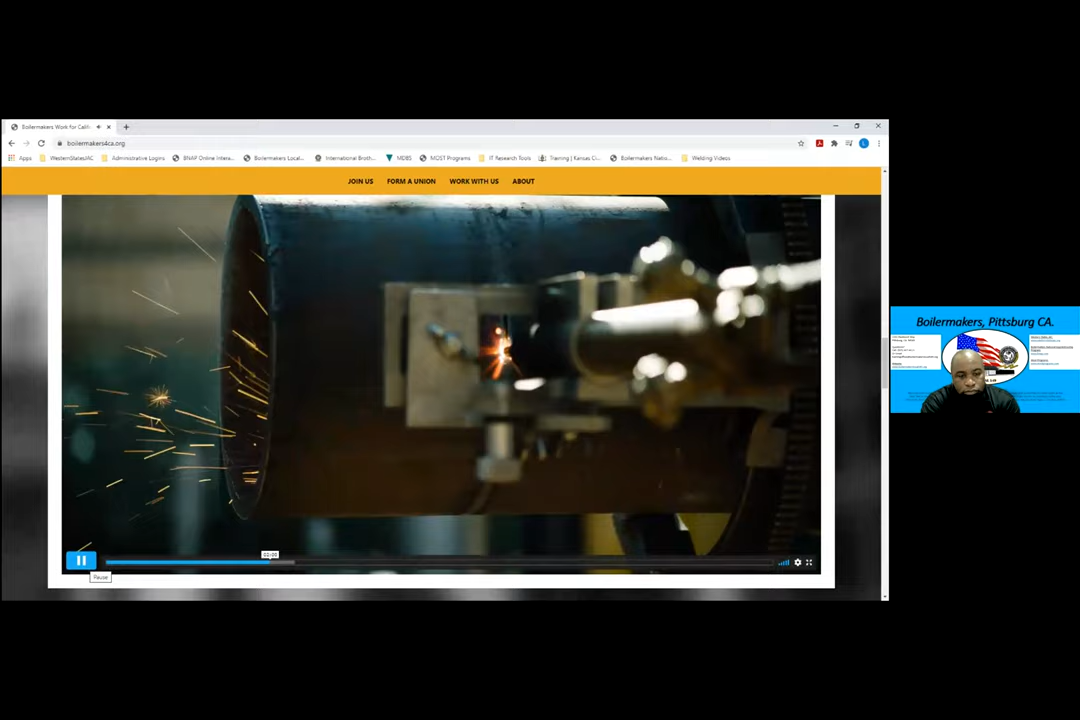 Boilermakers Work for Calif
boilermakers4ca.org
Apps
WesternStatesJAC
Administrative Logins
BNAP Online Intera...
Boilermakers Local...
International Broth...
MDBS
MOST Programs
IT Research Tools
Training | Kansas Ci...
Boilermakers Natio...
Welding Videos
JOIN US
FORM A UNION
WORK WITH US
ABOUT
Boilermakers, Pittsburg CA.
Pause